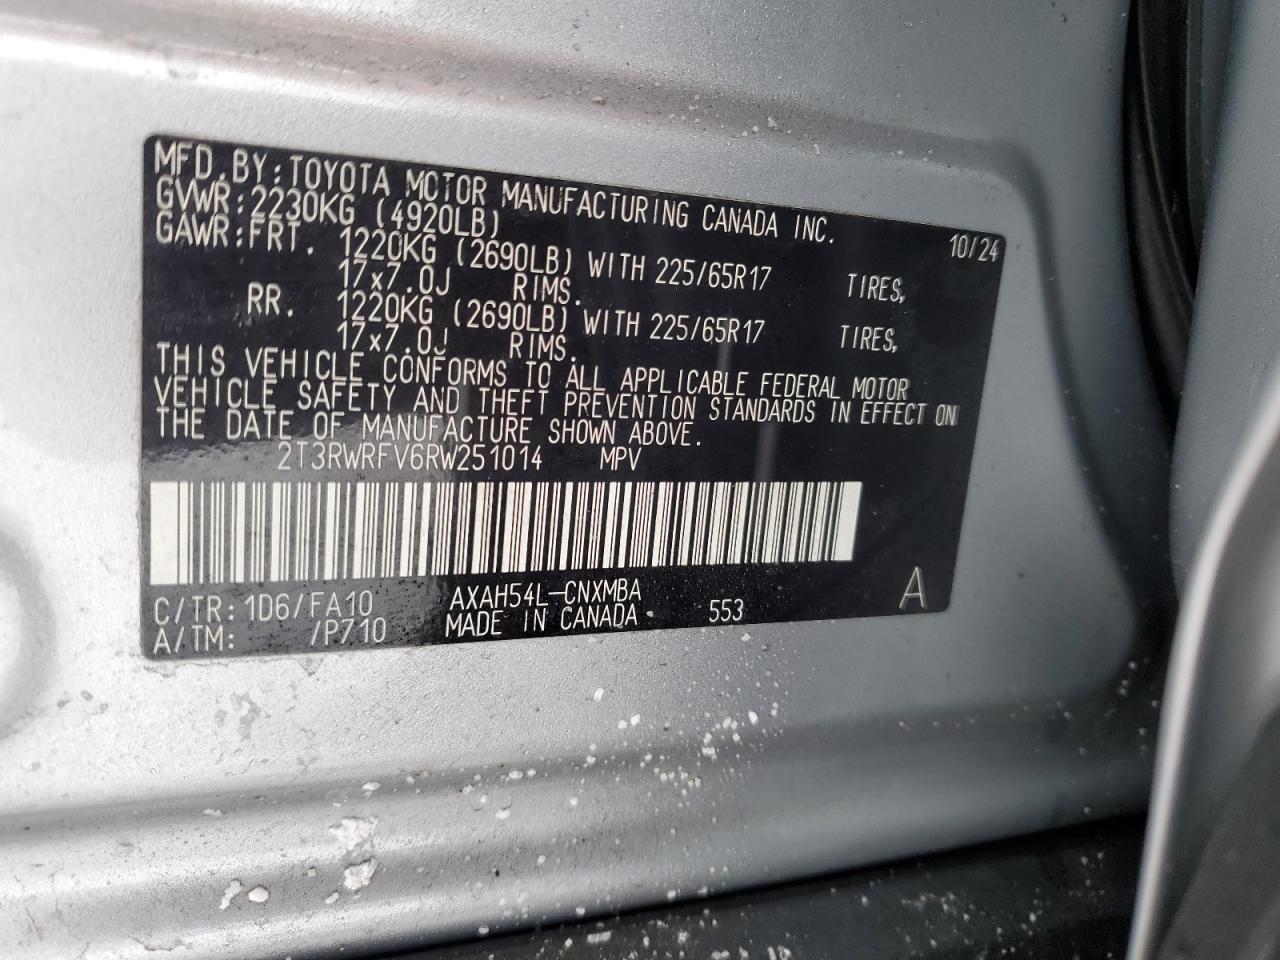 MFD.BY:TOYOTA MOTOR MANUFACTURING CANADA INC. 10/24
GVWR:2230KG (4920LB)
GAWR:FRT. 1220KG (2690LB) WITH 225/65R17 TIRES,
17x7.0J RIMS.
RR. 1220KG (2690LB) WITH 225/65R17 TIRES,
17x7.0J RIMS.
THIS VEHICLE CONFORMS TO ALL APPLICABLE FEDERAL MOTOR
VEHICLE SAFETY AND THEFT PREVENTION STANDARDS IN EFFECT ON
THE DATE OF MANUFACTURE SHOWN ABOVE.
2T3RWRFV6RW251014 MPV
C/TR:1D6/FA10 AXAH54L-CNXMBA A
A/TM: /P710 MADE IN CANADA 553